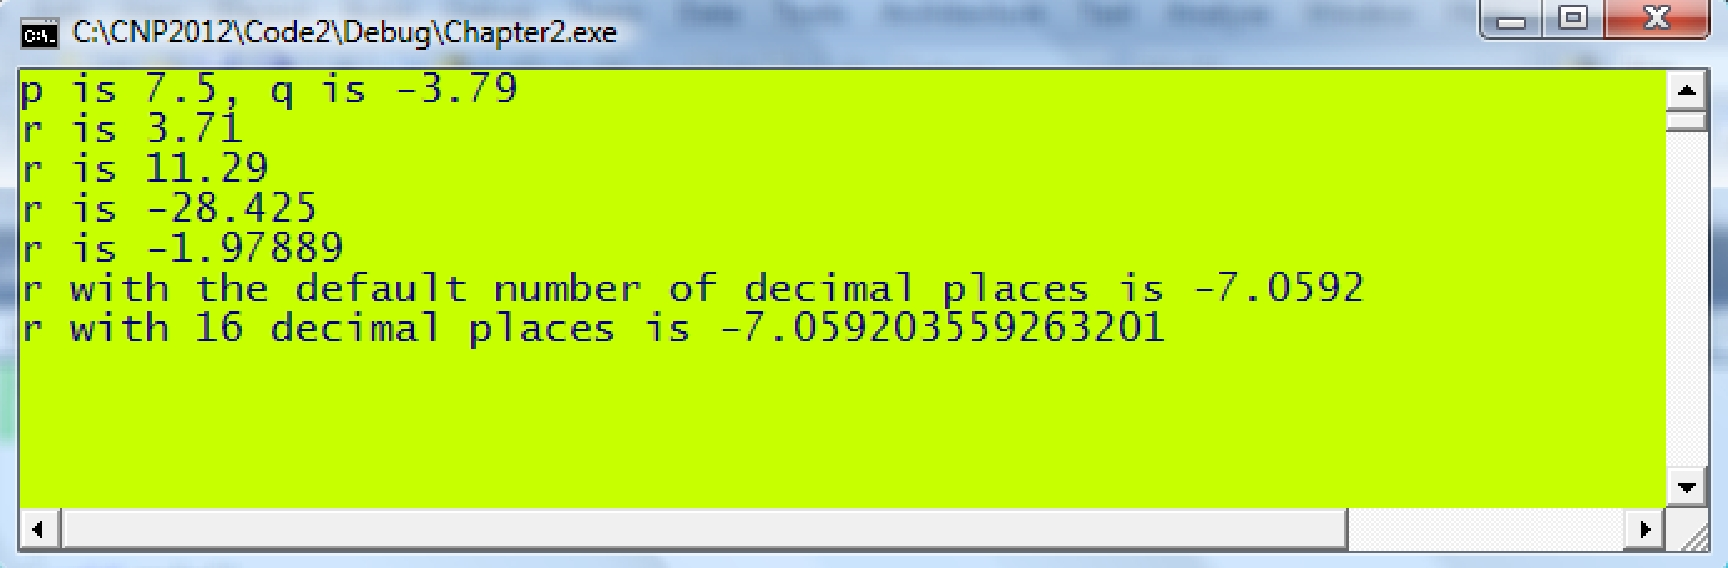 C:\CNP2012\Code2\Debug\Chapter2.exe
p is 7.5, q is -3.79
r is 3.71
r is 11.29
r is -28.425
r is -1.97889
r with the default number of decimal places is -7.0592
r with 16 decimal places is -7.059203559263201